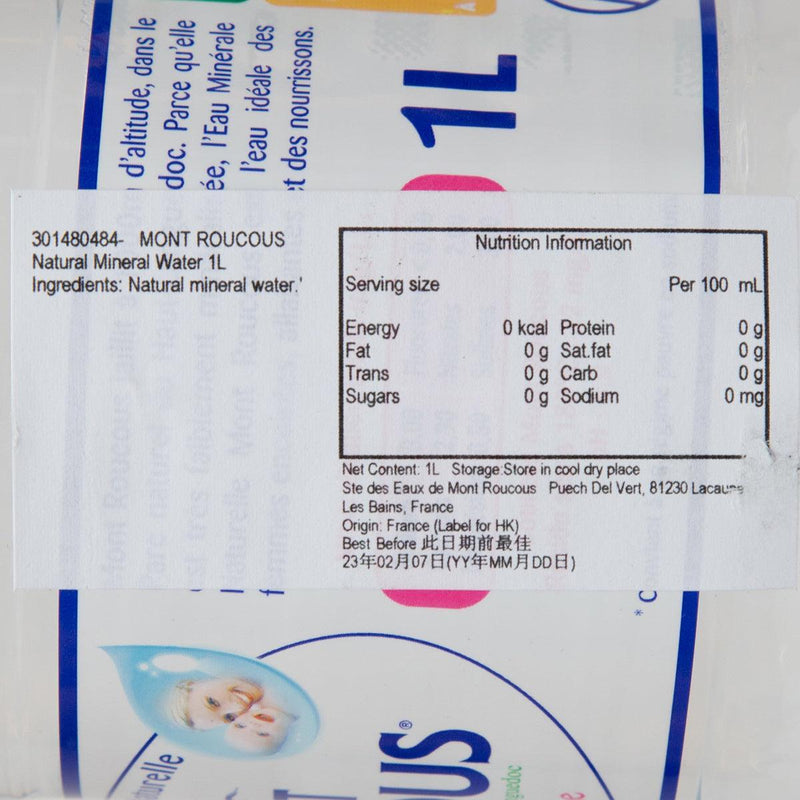 d'altitude, dans le
doc. Parce qu'elle
ée, l'Eau Minérale
l'eau idéale des
et des nourrissons.
1L
301480484- MONT ROUCOUS
Natural Mineral Water 1L
Ingredients: Natural mineral water.'
Nutrition Information
Serving size Per 100 mL
Energy 0 kcal Protein 0 g
Fat 0 g Sat.fat 0 g
Trans 0 g Carb 0 g
Sugars 0 g Sodium 0 mg
Net Content: 1L Storage:Store in cool dry place
Ste des Eaux de Mont Roucous Puech Del Vert, 81230 Lacaune
Les Bains, France
Origin: France (Label for HK)
Best Before 此日期前最佳
23年02月07日(YY年MM月DD日)
* C
turelle
OUS®
guedoc